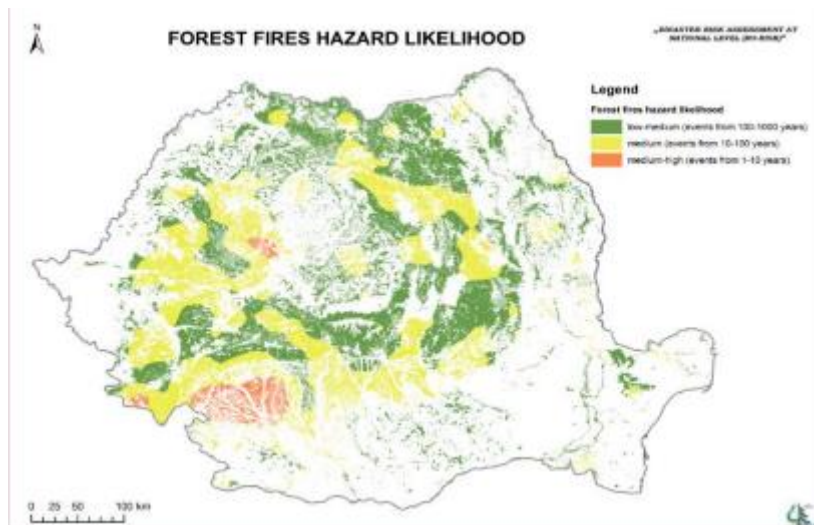 N
FOREST FIRES HAZARD LIKELIHOOD
„DISASTER RISK ASSESSMENT AT
NATIONAL LEVEL (RO-RISK)”
Legend
Forest fires hazard likelihood
low-medium (events from 100-1000 years)
medium (events from 10-100 years)
medium-high (events from 1-10 years)
0 25 50 100 km